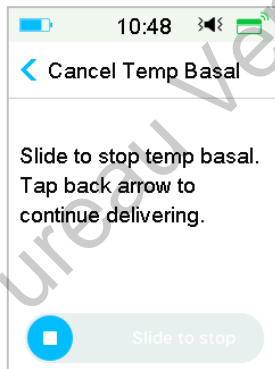 10:48
Cancel Temp Basal
Slide to stop temp basal.
Tap back arrow to
continue delivering.
Slide to stop